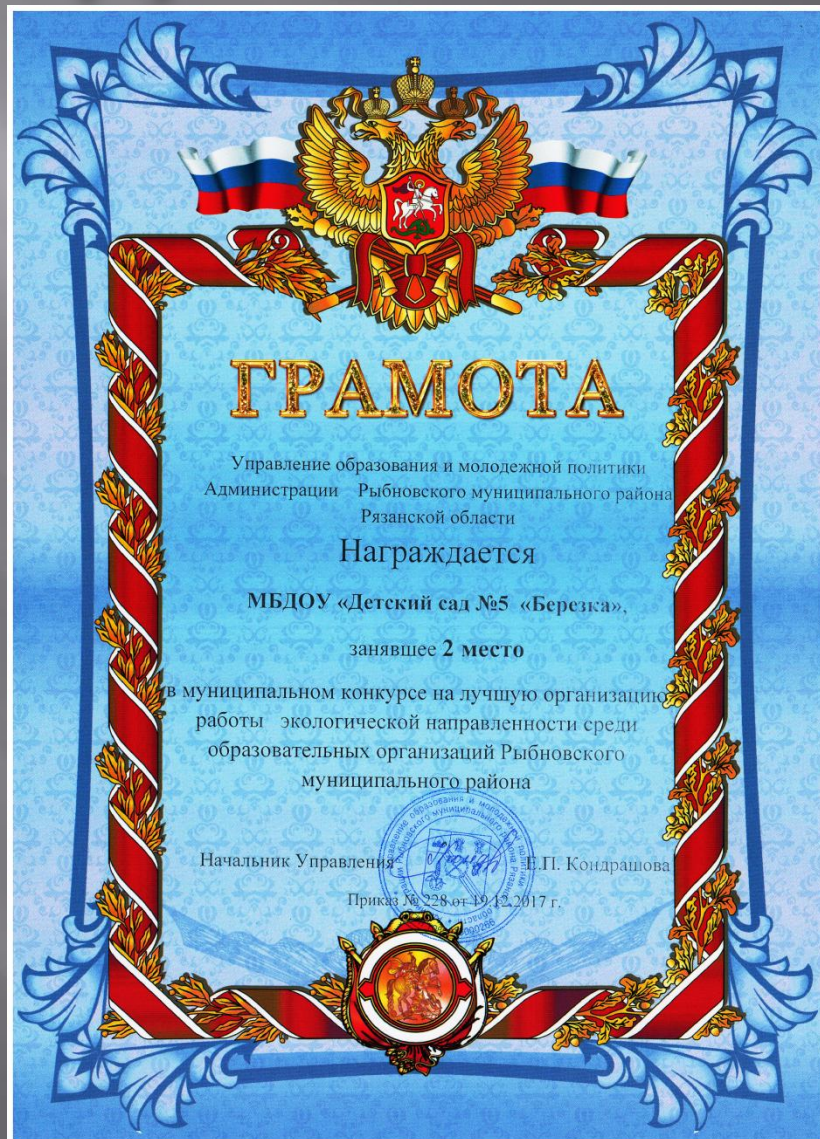 ГРАМОТА
Управление образования и молодежной политики
Администрации Рыбновского муниципального района
Рязанской области
Награждается
МБДОУ «Детский сад №5 «Березка»,
занявшее 2 место
в муниципальном конкурсе на лучшую организацию
работы экологической направленности среди
образовательных организаций Рыбновского
муниципального района
Начальник Управления Е.П. Кондрашова
Приказ № 228 от 19.12.2017 г.